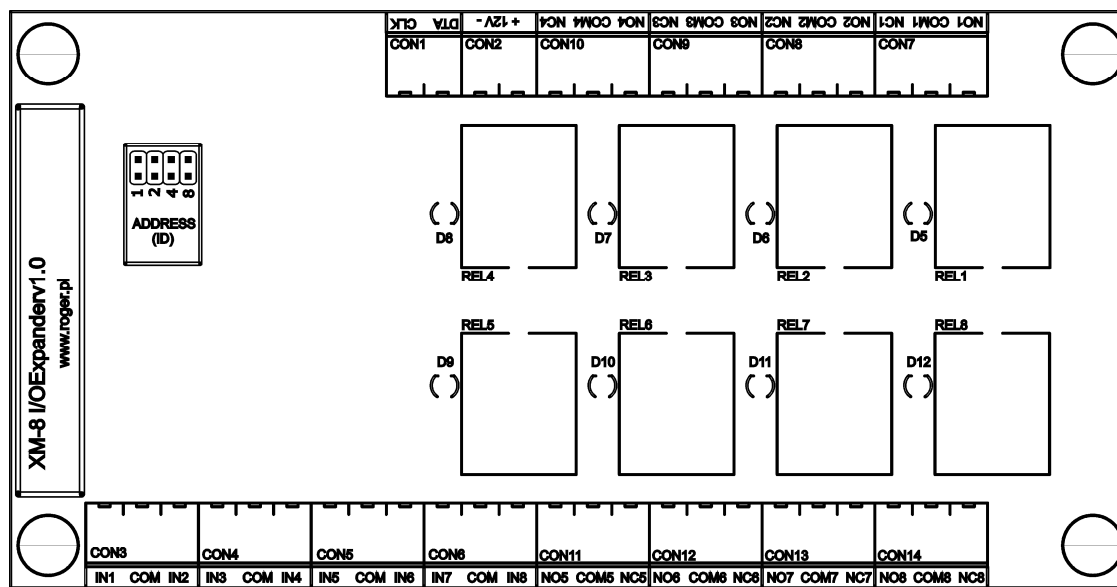 CLK DTA - 12V + NC4 COM4 NO4 NC3 COM3 NO3 NC2 COM2 NO2 NC1 COM1 NO1
CON1 CON2 CON10 CON9 CON8 CON7
1 2 4 8
ADDRESS
(ID)
D8 D7 D6 D5
REL4 REL3 REL2 REL1
XM-8 I/OExpanderv1.0
www.roger.pl
REL5 REL6 REL7 REL8
D9 D10 D11 D12
CON3 CON4 CON5 CON6 CON11 CON12 CON13 CON14
IN1 COM IN2 IN3 COM IN4 IN5 COM IN6 IN7 COM IN8 NO5 COM5 NC5 NO6 COM6 NC6 NO7 COM7 NC7 NO8 COM8 NC8